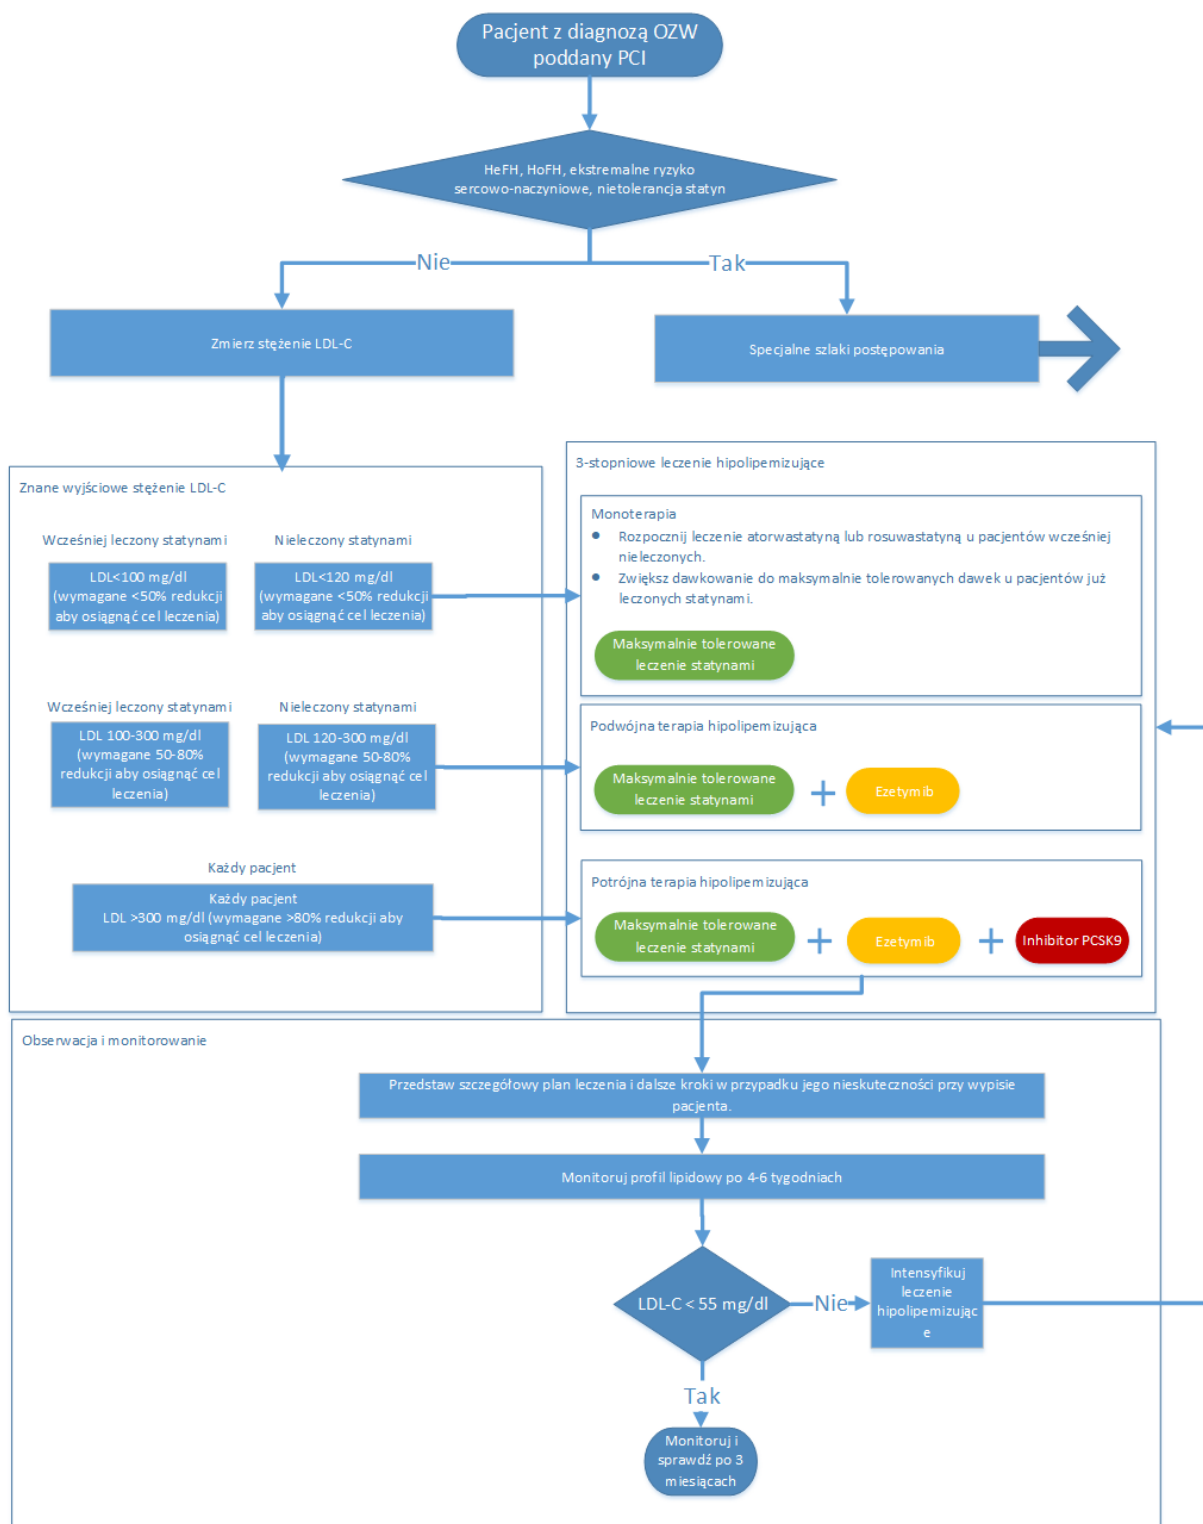 Pacjent z diagnozą OZW
poddany PCI
HeFH, HoFH, ekstremalne ryzyko
sercowo-naczyniowe, nietolerancja statyn
Nie
Tak
Zmierz stężenie LDL-C
Specjalne szlaki postępowania
Znane wyjściowe stężenie LDL-C
Wcześniej leczony statynami
Nieleczony statynami
LDL<100 mg/dl
(wymagane <50% redukcji
aby osiągnąć cel leczenia)
LDL<120 mg/dl
(wymagane <50% redukcji
aby osiągnąć cel leczenia)
Wcześniej leczony statynami
Nieleczony statynami
LDL 100-300 mg/dl
(wymagane 50-80%
redukcji aby osiągnąć cel
leczenia)
LDL 120-300 mg/dl
(wymagane 50-80%
redukcji aby osiągnąć cel
leczenia)
Każdy pacjent
Każdy pacjent
LDL >300 mg/dl (wymagane >80% redukcji aby
osiągnąć cel leczenia)
3-stopniowe leczenie hipolipemizujące
Monoterapia
● Rozpocznij leczenie atorwastatyną lub rosuwastatyną u pacjentów wcześniej
nieleczonych.
● Zwiększ dawkowanie do maksymalnie tolerowanych dawek u pacjentów już
leczonych statynami.
Maksymalnie tolerowane
leczenie statynami
Podwójna terapia hipolipemizująca
Maksymalnie tolerowane
leczenie statynami
+
Ezetymib
Potrójna terapia hipolipemizująca
Maksymalnie tolerowane
leczenie statynami
+
Ezetymib
+
Inhibitor PCSK9
Obserwacja i monitorowanie
Przedstaw szczegółowy plan leczenia i dalsze kroki w przypadku jego nieskuteczności przy wypisie
pacjenta.
Monitoruj profil lipidowy po 4-6 tygodniach
LDL-C < 55 mg/dl
Nie
Intensyfikuj
leczenie
hipolipemizując
e
Tak
Monitoruj i
sprawdź po 3
miesiącach